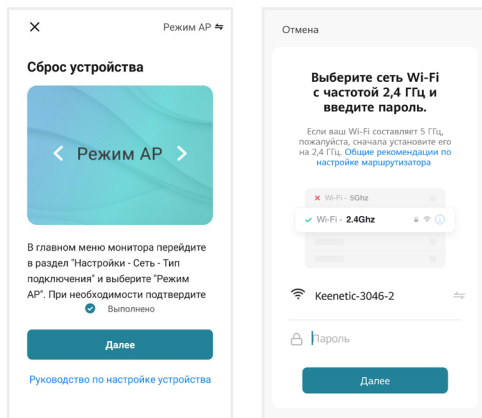 Режим AP
Сброс устройства
Режим AP
В главном меню монитора перейдите
в раздел "Настройки - Сеть - Тип
подключения" и выберите "Режим
AP". При необходимости подтвердите
Выполнено
Далее
Руководство по настройке устройства
Отмена
Выберите сеть Wi-Fi
с частотой 2,4 ГГц и
введите пароль.
Если ваш Wi-Fi составляет 5 ГГц,
пожалуйста, сначала установите его
на 2,4 ГГц. Общие рекомендации по
настройке маршрутизатора
Wi-Fi - 5Ghz
Wi-Fi - 2.4Ghz
Keenetic-3046-2
Пароль
Далее